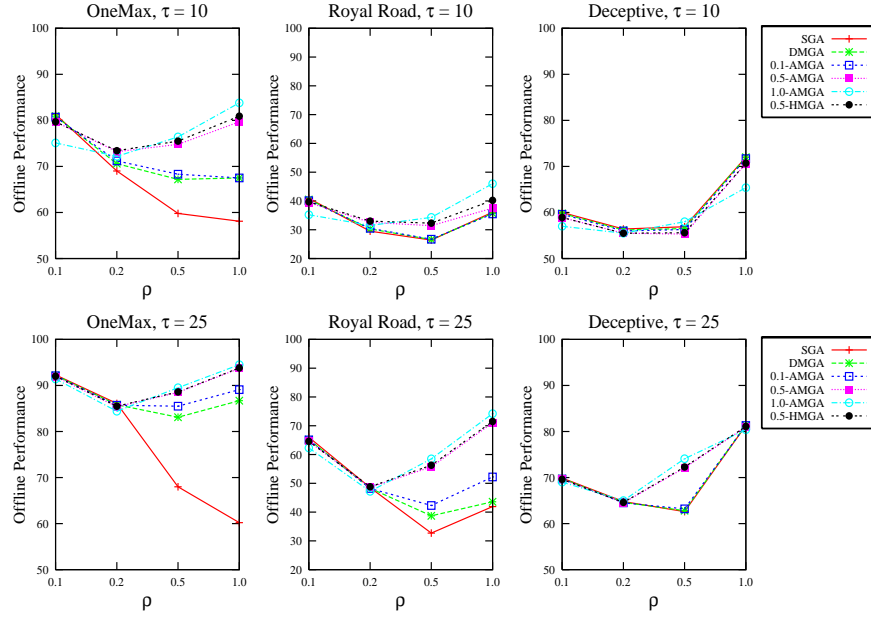 OneMax, τ = 10
Royal Road, τ = 10
Deceptive, τ = 10
100
90
80
70
60
50
0.1
0.2
0.5
1.0
Offline Performance
ρ
100
90
80
70
60
50
40
30
20
0.1
0.2
0.5
1.0
Offline Performance
ρ
100
90
80
70
60
50
0.1
0.2
0.5
1.0
Offline Performance
ρ
SGA
DMGA
0.1-AMGA
0.5-AMGA
1.0-AMGA
0.5-HMGA
OneMax, τ = 25
Royal Road, τ = 25
Deceptive, τ = 25
100
90
80
70
60
50
0.1
0.2
0.5
1.0
Offline Performance
ρ
100
90
80
70
60
50
40
30
20
0.1
0.2
0.5
1.0
Offline Performance
ρ
100
90
80
70
60
50
0.1
0.2
0.5
1.0
Offline Performance
ρ
SGA
DMGA
0.1-AMGA
0.5-AMGA
1.0-AMGA
0.5-HMGA